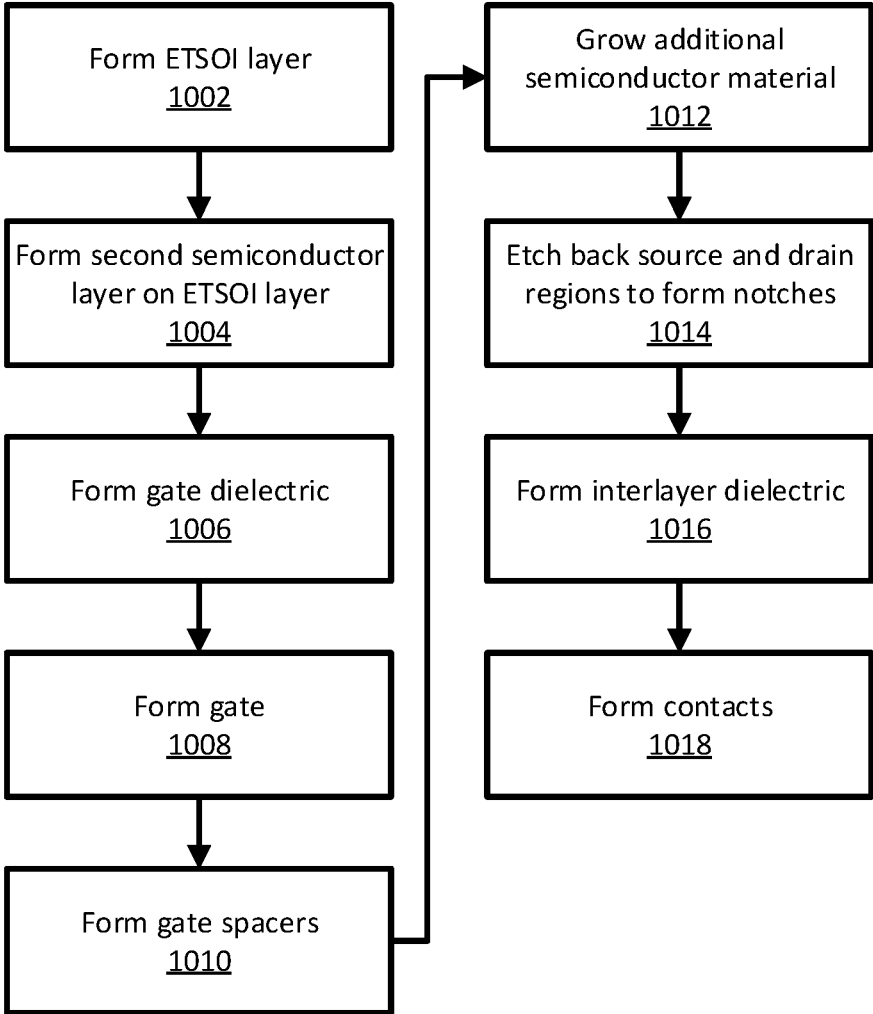 Form ETSOI layer
1002
Form second semiconductor
layer on ETSOI layer
1004
Form gate dielectric
1006
Form gate
1008
Form gate spacers
1010
Grow additional
semiconductor material
1012
Etch back source and drain
regions to form notches
1014
Form interlayer dielectric
1016
Form contacts
1018